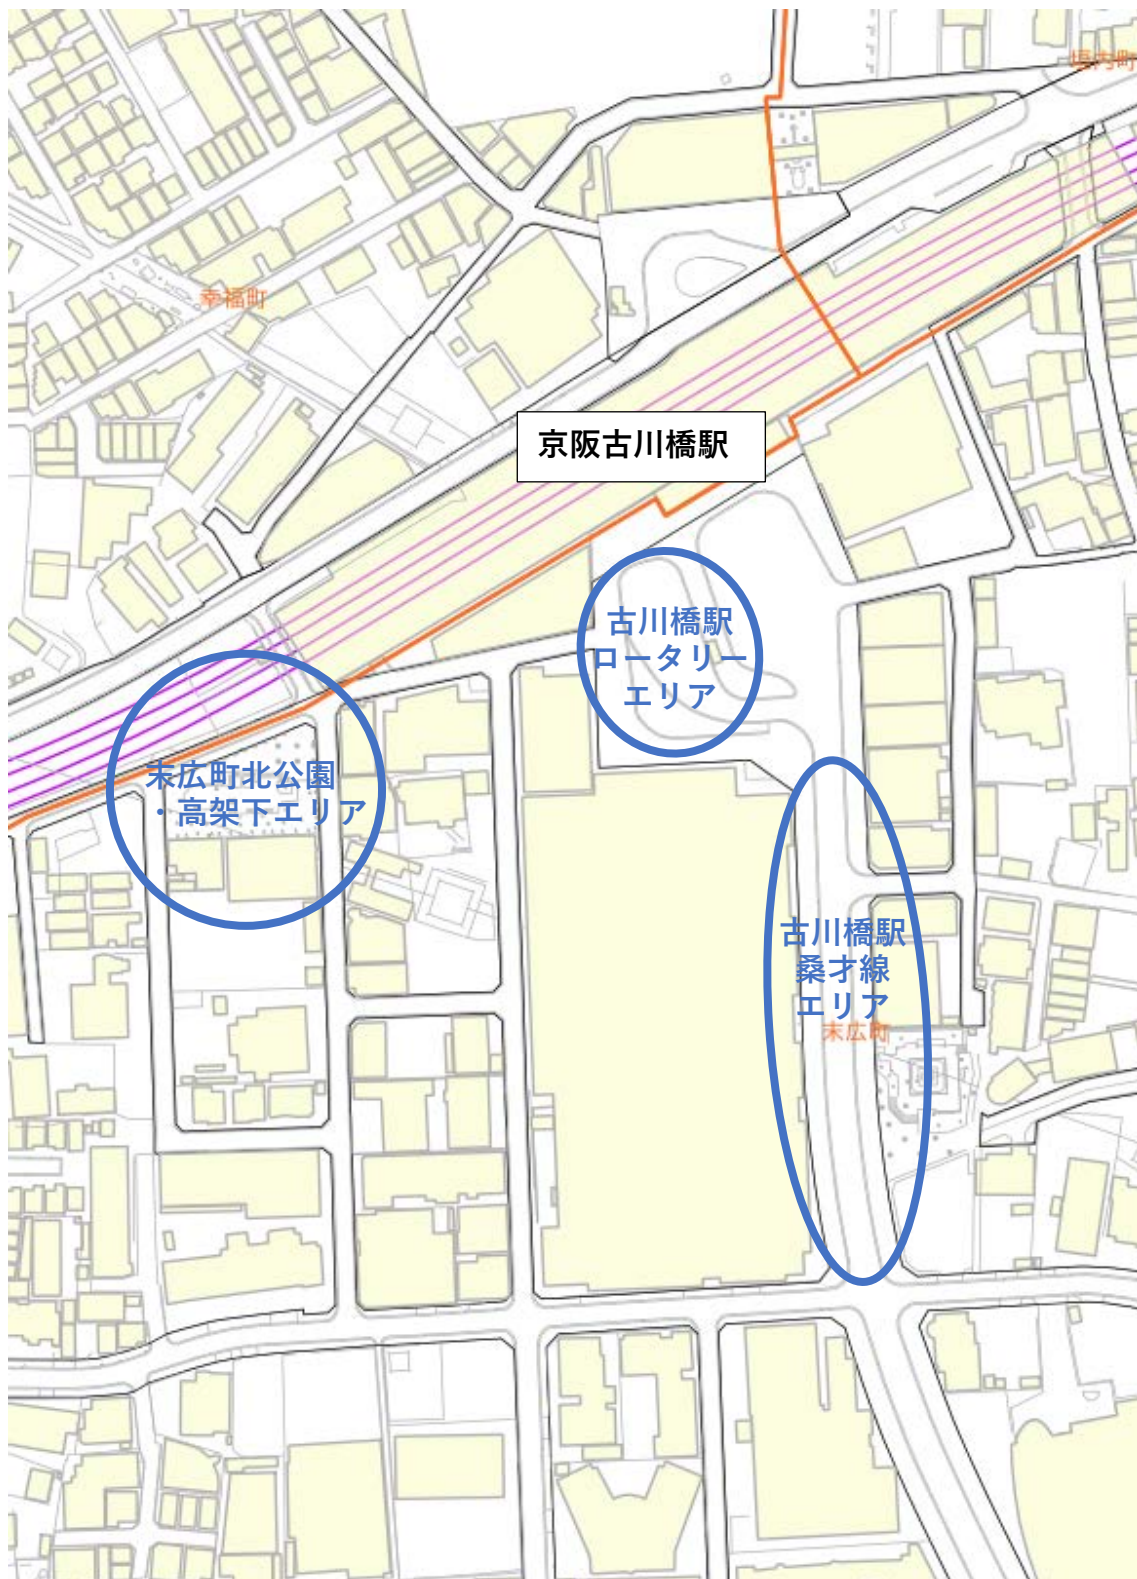 垣内町
幸福町
京阪古川橋駅
古川橋駅
ロータリー
エリア
末広町北公園
・高架下エリア
古川橋駅
桑才線
エリア
末広町